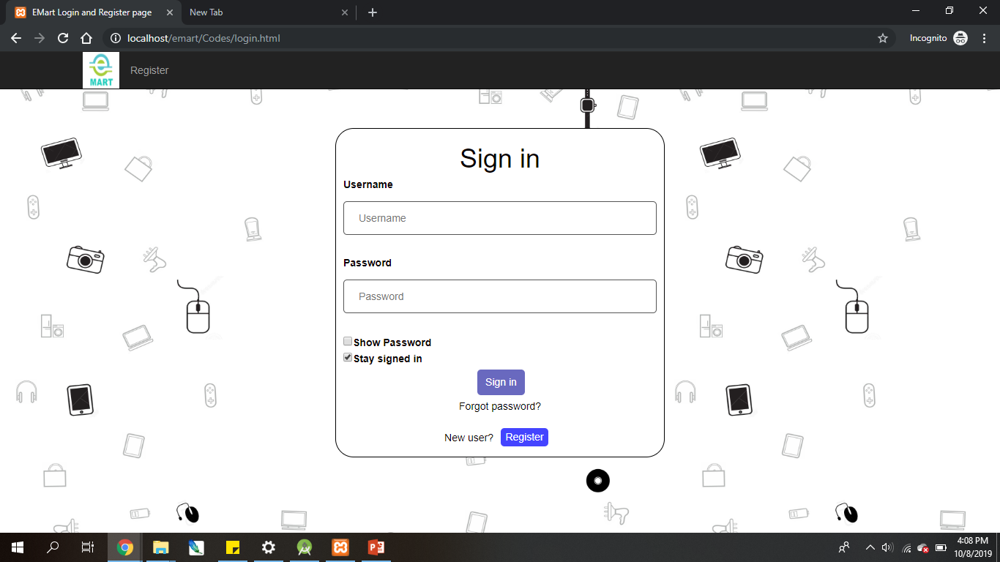 EMart Login and Register page
New Tab
localhost/emart/Codes/login.html
Incognito
e
MART
Register
Sign in
Username
Username
Password
Password
Show Password
Stay signed in
Sign in
Forgot password?
New user? Register
4:08 PM
10/8/2019